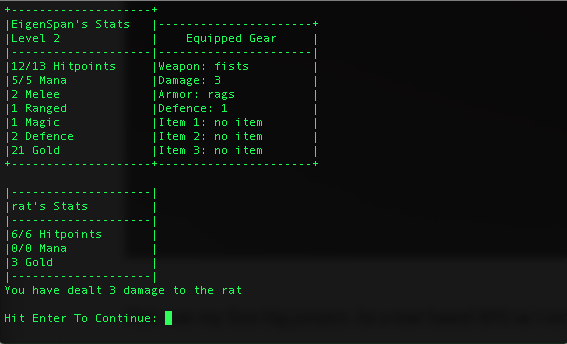 +--------------------+
|EigenSpan's Stats   |---------------------+
|Level 2             |    Equipped Gear    |
|--------------------|---------------------|
|12/13 Hitpoints     |Weapon: fists        |
|5/5 Mana            |Damage: 3            |
|2 Melee             |Armor: rags          |
|1 Ranged            |Defence: 1           |
|1 Magic             |Item 1: no item      |
|2 Defence           |Item 2: no item      |
|21 Gold             |Item 3: no item      |
+--------------------+---------------------+
|--------------------|
|rat's Stats         |
|--------------------|
|6/6 Hitpoints       |
|0/0 Mana            |
|3 Gold              |
|--------------------|
You have dealt 3 damage to the rat
Hit Enter To Continue: